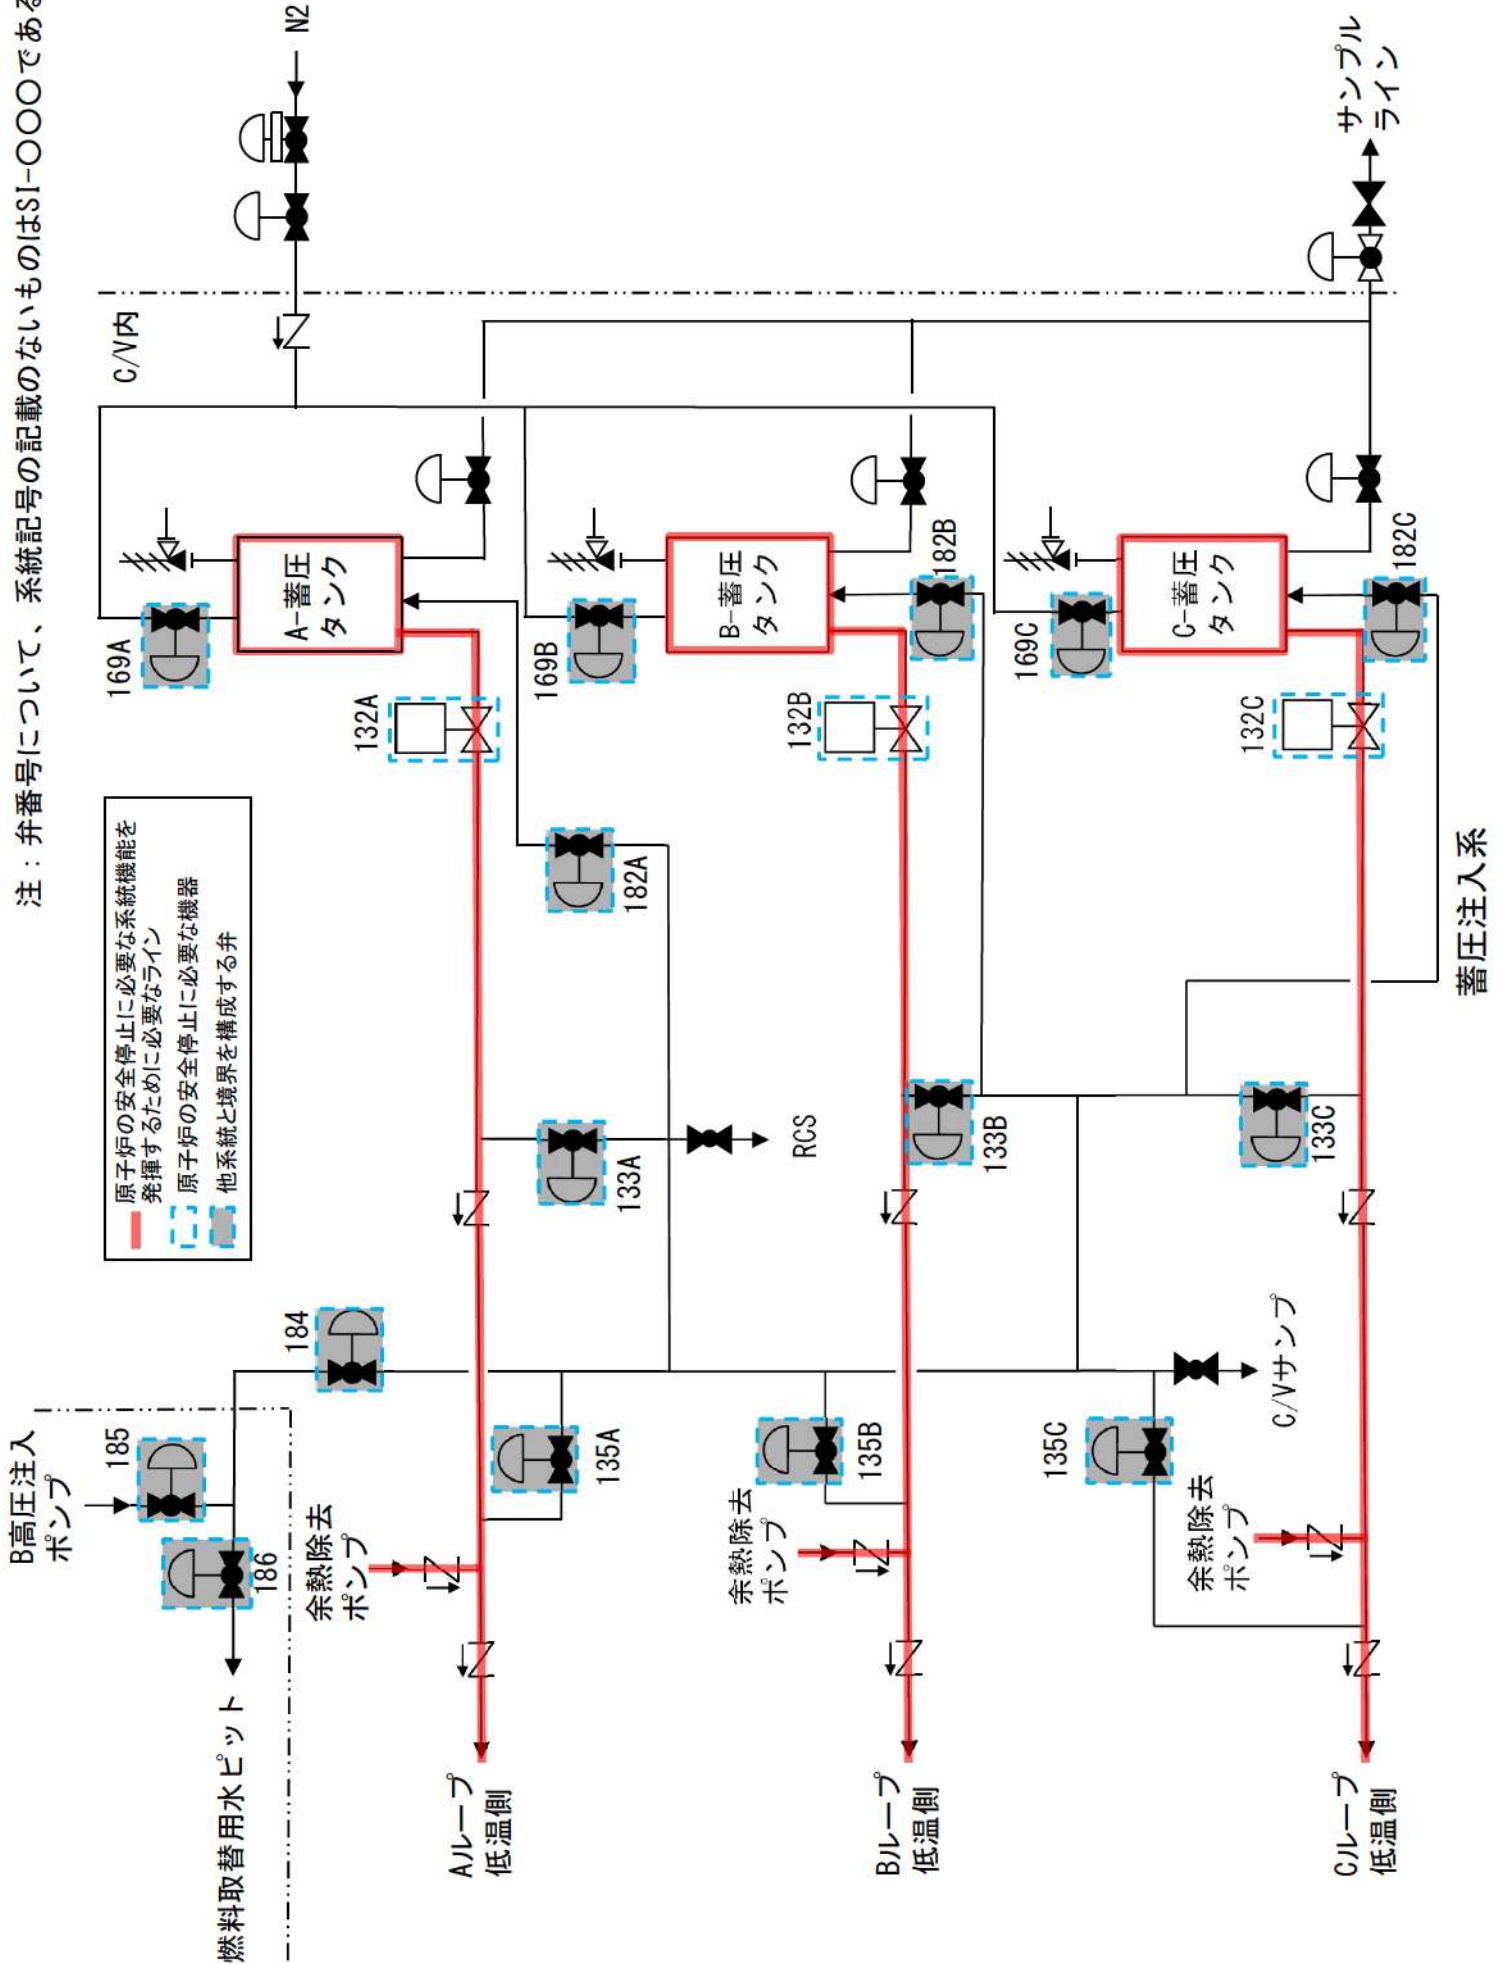 注：弁番号について、系統記号の記載のないものはSI-〇〇〇である
原子炉の安全停止に必要な系統機能を
発揮するために必要なライン
原子炉の安全停止に必要な機器
他系統と境界を構成する弁
B高圧注入
ポンプ
185
186
184
燃料取替用水ピット
C/V内
N2
169A
A-蓄圧
タンク
132A
182A
133A
RCS
余熱除去
ポンプ
135A
Aループ
低温側
169B
B-蓄圧
タンク
182B
132B
133B
余熱除去
ポンプ
135B
Bループ
低温側
169C
C-蓄圧
タンク
182C
132C
133C
C/Vサンプ
135C
余熱除去
ポンプ
Cループ
低温側
サンプル
ライン
蓄圧注入系